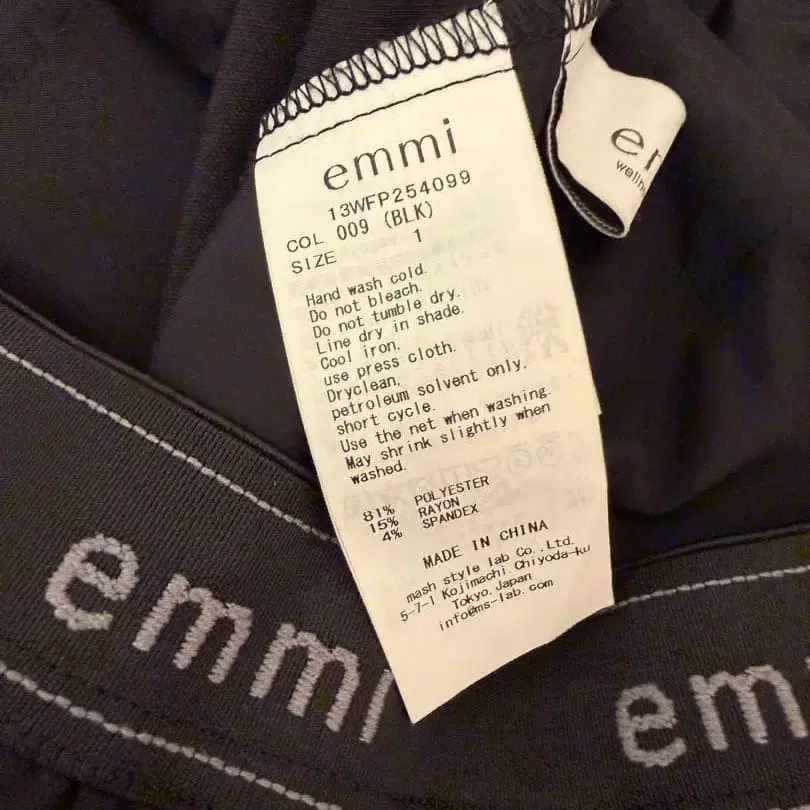 emmi
13WFP254099
COL 009 (BLK)
SIZE 1
Hand wash cold.
Do not bleach.
Do not tumble dry.
Line dry in shade.
Cool iron.
use press cloth.
Dryclean,
petroleum solvent only,
short cycle.
Use the net when washing.
May shrink slightly when
washed.
81% POLYESTER
15% RAYON
4% SPANDEX
MADE IN CHINA
mash style lab Co.,Ltd.
5-7-1 Kojimachi,Chiyoda-ku
Tokyo,Japan
info@ms-lab.com
emmi
em